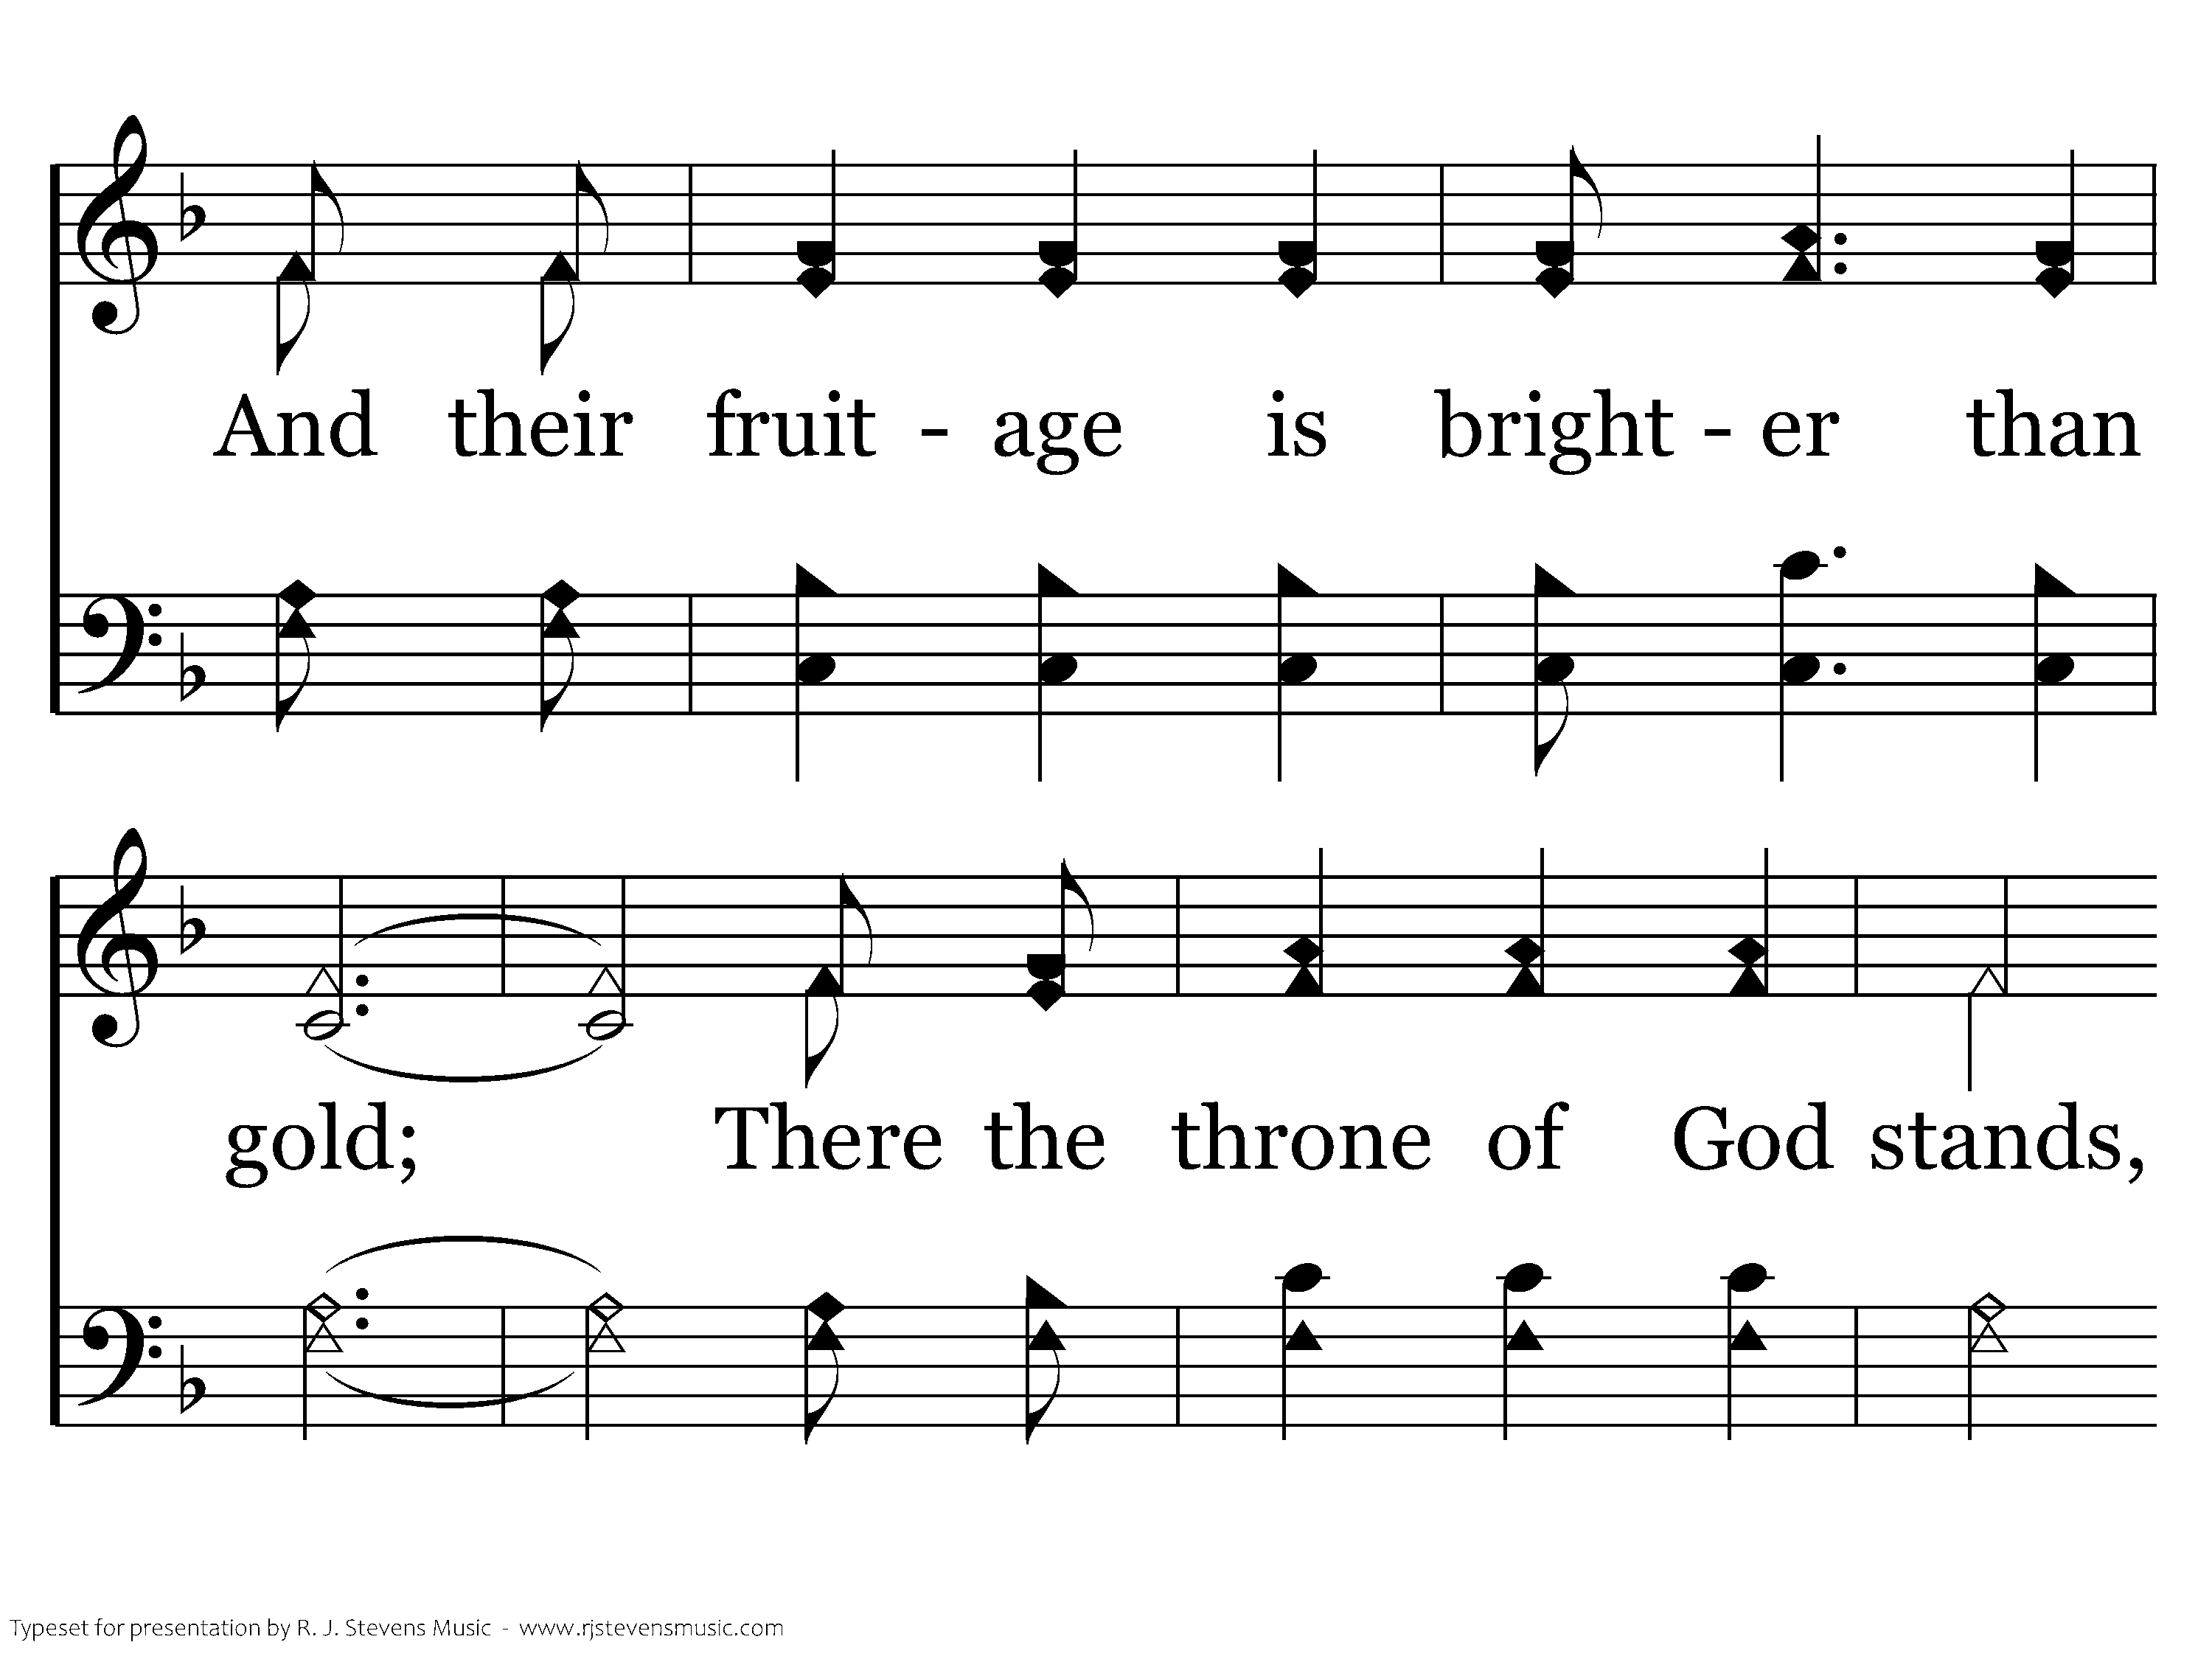 And their fruit - age is bright - er than
gold; There the throne of God stands,
Typeset for presentation by R. J. Stevens Music - www.rjstevensmusic.com